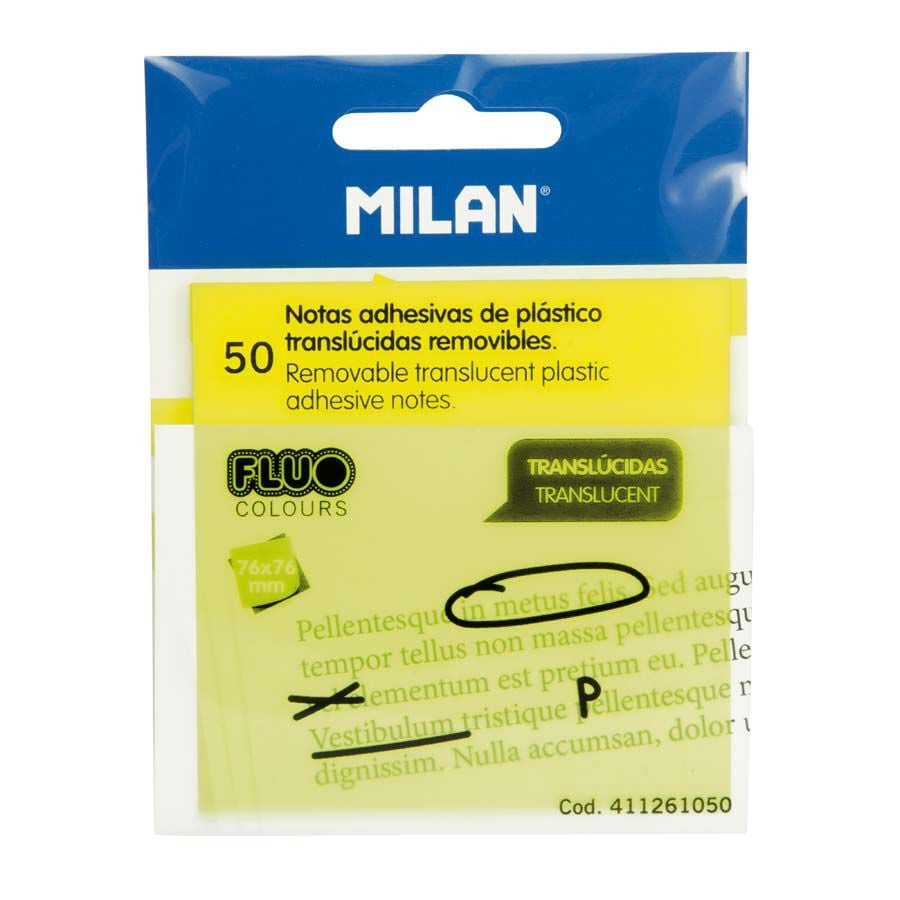 MILAN®
50
Notas adhesivas de plástico
translúcidas removibles.
Removable translucent plastic
adhesive notes.
FLUO
COLOURS
TRANSLÚCIDAS
TRANSLUCENT
76x76
mm
Pellentesque in metus felis, sed augu
tempor tellus non massa pellentesqu
vel elementum est pretium eu. Pelle
Vestibulum tristique pellentesque n
P
dignissim. Nulla accumsan, dolor u
Cod. 411261050